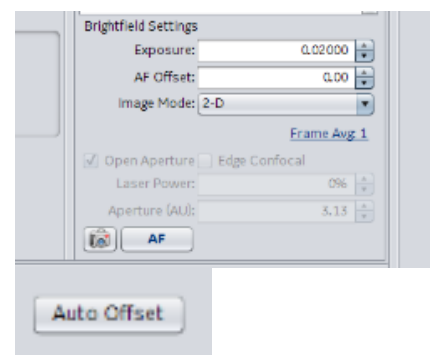 Brightfield Settings
Exposure: 0.02000
AF Offset: 0.00
Image Mode: 2-D
Frame Avg: 1
Open Aperture Edge Confocal
Laser Power: 0%
Aperture (AU): 3.13
AF
Auto Offset